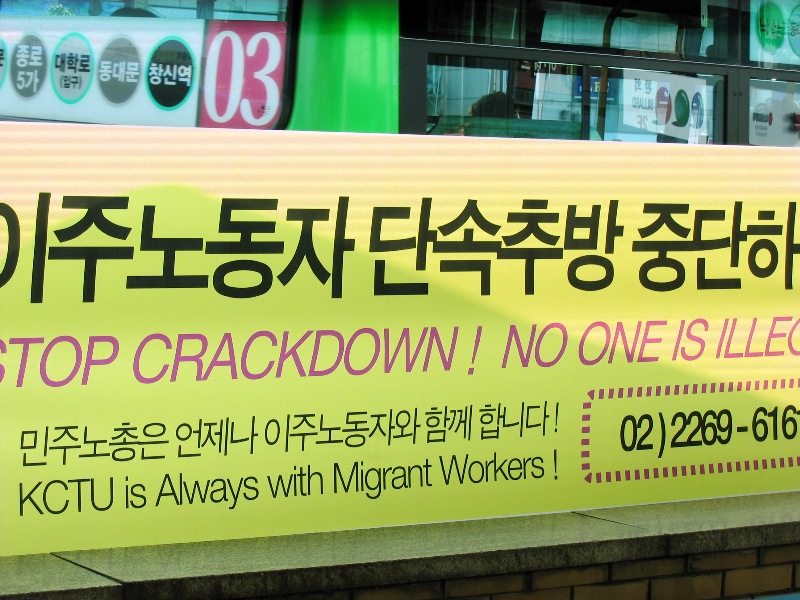 종로
5가
대학로
(입구)
동대문
창신역
03
이주노동자 단속추방 중단하
STOP CRACKDOWN ! NO ONE IS ILLEG
민주노총은 언제나 이주노동자와 함께 합니다 !
KCTU is Always with Migrant Workers !
02 ) 2269 - 616